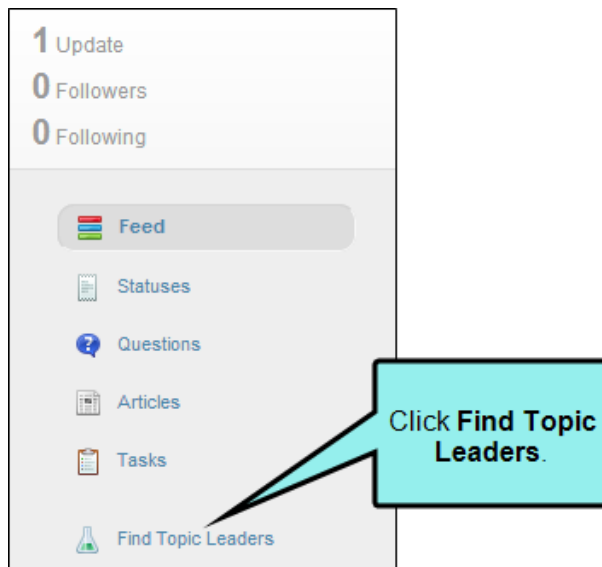 1 Update
0 Followers
0 Following
Feed
Statuses
Questions
Articles
Tasks
Find Topic Leaders
Click Find Topic
Leaders.